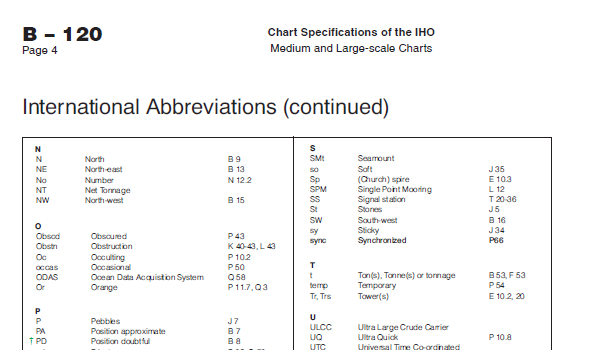 B – 120
Page 4
Chart Specifications of the IHO
Medium and Large-scale Charts
International Abbreviations (continued)
N
N North B 9
NE North-east B 13
No Number N 12.2
NT Net Tonnage
NW North-west B 15
O
Obscd Obscured P 43
Obstn Obstruction K 40-43, L 43
Oc Occulting P 10.2
occas Occasional P 50
ODAS Ocean Data Acquisition System Q 58
Or Orange P 11.7, Q 3
P
P Pebbles J 7
PA Position approximate B 7
† PD Position doubtful B 8
S
SMt Seamount
so Soft J 35
Sp (Church) spire E 10.3
SPM Single Point Mooring L 12
SS Signal station T 20-36
St Stones J 5
SW South-west B 16
sy Sticky J 34
sync Synchronized P66
T
t Ton(s), Tonne(s) or tonnage B 53, F 53
temp Temporary P 54
Tr, Trs Tower(s) E 10.2, 20
U
ULCC Ultra Large Crude Carrier
UQ Ultra Quick P 10.8
UTC Universal Time Co-ordinated